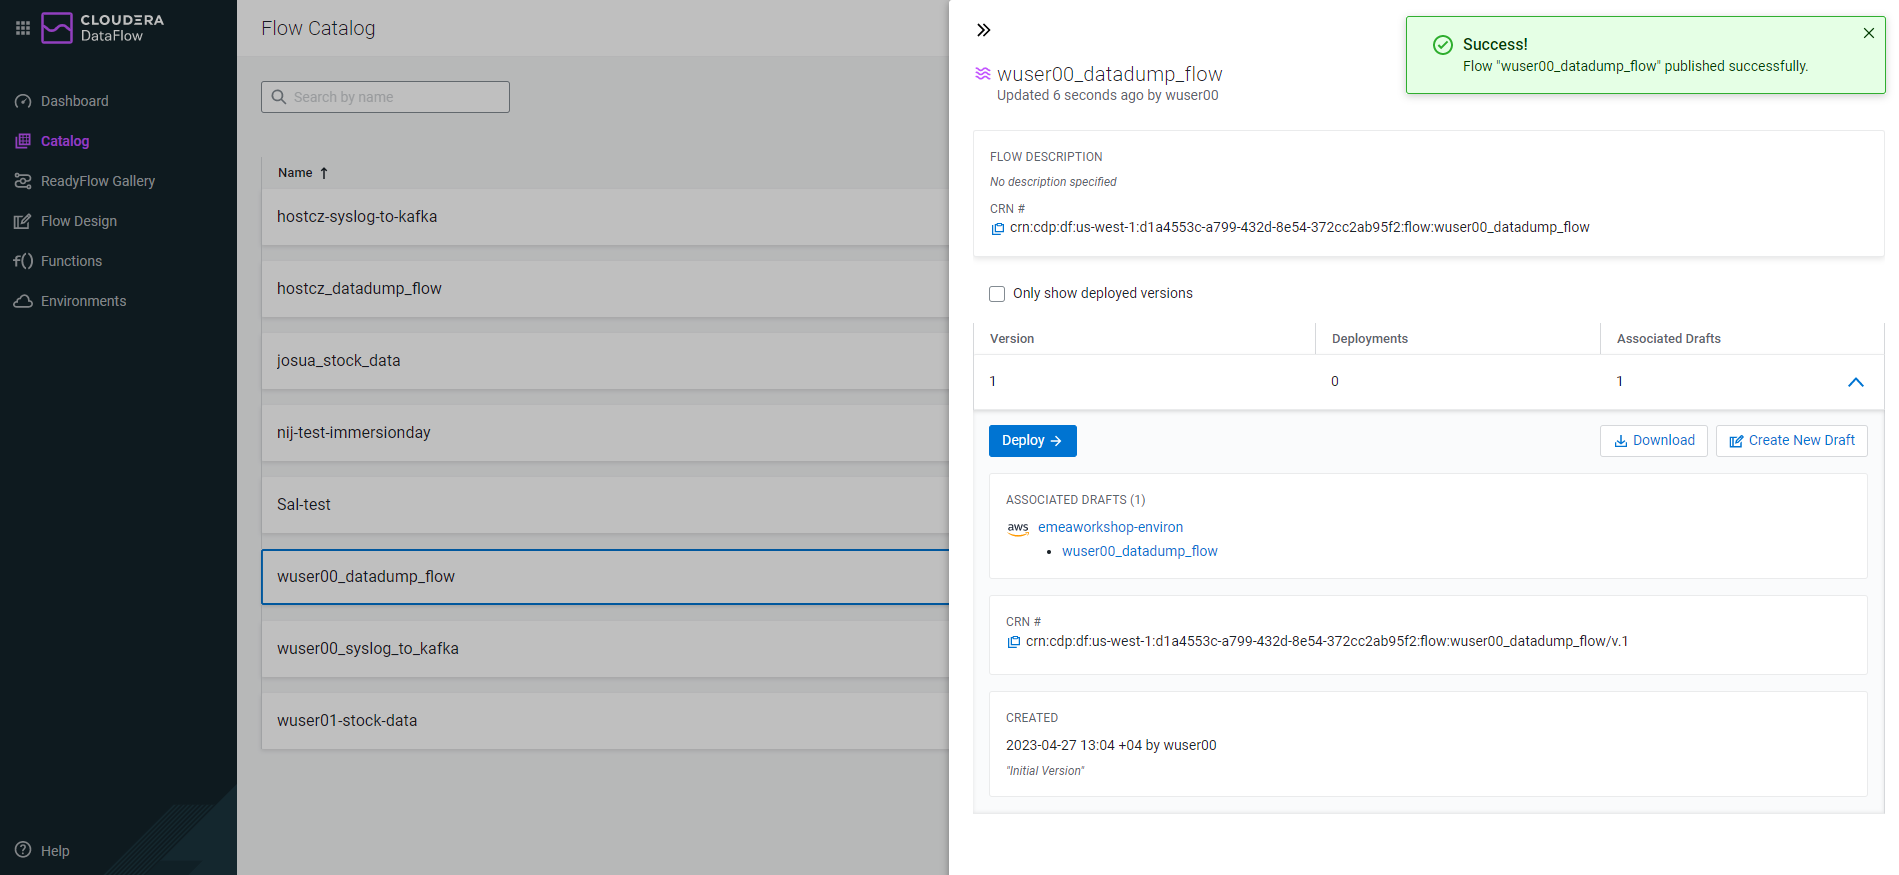 CLOUDERA
DataFlow
Dashboard
Catalog
ReadyFlow Gallery
Flow Design
Functions
Environments
Help
Flow Catalog
Search by name
Name ↑
hostcz-syslog-to-kafka
hostcz_datadump_flow
josua_stock_data
nij-test-immersionday
Sal-test
wuser00_datadump_flow
wuser00_syslog_to_kafka
wuser01-stock-data
wuser00_datadump_flow
Updated 6 seconds ago by wuser00
Success!
Flow "wuser00_datadump_flow" published successfully.
FLOW DESCRIPTION
No description specified
CRN #
crn:cdp:df:us-west-1:d1a4553c-a799-432d-8e54-372cc2ab95f2:flow:wuser00_datadump_flow
Only show deployed versions
Version Deployments Associated Drafts
1 0 1
Deploy → Download Create New Draft
ASSOCIATED DRAFTS (1)
aws emeaworkshop-environ
• wuser00_datadump_flow
CRN #
crn:cdp:df:us-west-1:d1a4553c-a799-432d-8e54-372cc2ab95f2:flow:wuser00_datadump_flow/v.1
CREATED
2023-04-27 13:04 +04 by wuser00
"Initial Version"